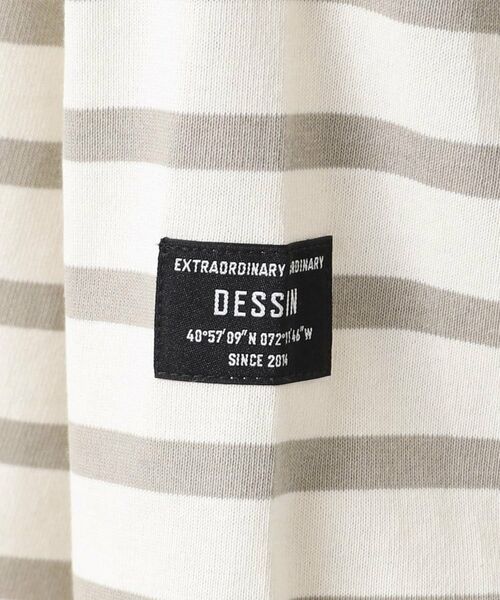 EXTRAORDINARY ORDINARY
DESSIN
40°57'09"N 072°11'46"W
SINCE 2014